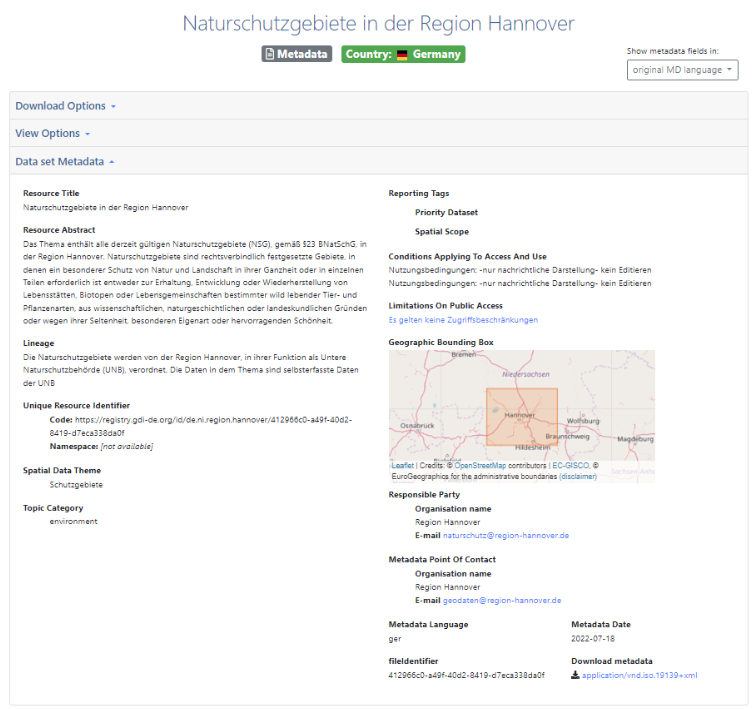 Naturschutzgebiete in der Region Hannover
Metadata
Country: Germany
Show metadata fields in:
original MD language
Download Options
View Options
Data set Metadata
Resource Title
Naturschutzgebiete in der Region Hannover
Resource Abstract
Das Thema enthält alle derzeit gültigen Naturschutzgebiete (NSG), gemäß §23 BNatSchG, in
der Region Hannover. Naturschutzgebiete sind rechtsverbindlich festgesetzte Gebiete, in
denen ein besonderer Schutz von Natur und Landschaft in ihrer Ganzheit oder in einzelnen
Teilen erforderlich ist entweder zur Erhaltung, Entwicklung oder Wiederherstellung von
Lebensstätten, Biotopen oder Lebensgemeinschaften bestimmter wild lebender Tier- und
Pflanzenarten, aus wissenschaftlichen, naturgeschichtlichen oder landeskundlichen Gründen
oder wegen ihrer Seltenheit, besonderen Eigenart oder hervorragenden Schönheit.
Lineage
Die Naturschutzgebiete werden von der Region Hannover, in ihrer Funktion als Untere
Naturschutzbehörde (UNB), verordnet. Die Daten in dem Thema sind selbsterfasste Daten
der UNB
Unique Resource Identifier
Code: https://registry.gdi-de.org/id/de.ni.region.hannover/412966c0-a49f-40d2-
8419-d7eca338da0f
Namespace: [not available]
Spatial Data Theme
Schutzgebiete
Topic Category
environment
Reporting Tags
Priority Dataset
Spatial Scope
Conditions Applying To Access And Use
Nutzungsbedingungen: -nur nachrichtliche Darstellung- kein Editieren
Nutzungsbedingungen: -nur nachrichtliche Darstellung- kein Editieren
Limitations On Public Access
Es gelten keine Zugriffsbeschränkungen
Geographic Bounding Box
Bremen
Niedersachsen
Hannover
Wolfsburg
Osnabrück
Braunschweig
Magdeburg
Hildesheim
Leaflet | Credits: © OpenStreetMap contributors | EC-GISCO, ©
EuroGeographics for the administrative boundaries (disclaimer)
Responsible Party
Organisation name
Region Hannover
E-mail naturschutz@region-hannover.de
Metadata Point Of Contact
Organisation name
Region Hannover
E-mail geodaten@region-hannover.de
Metadata Language
ger
Metadata Date
2022-07-18
fileIdentifier
412966c0-a49f-40d2-8419-d7eca338da0f
Download metadata
application/vnd.iso.19139+xml